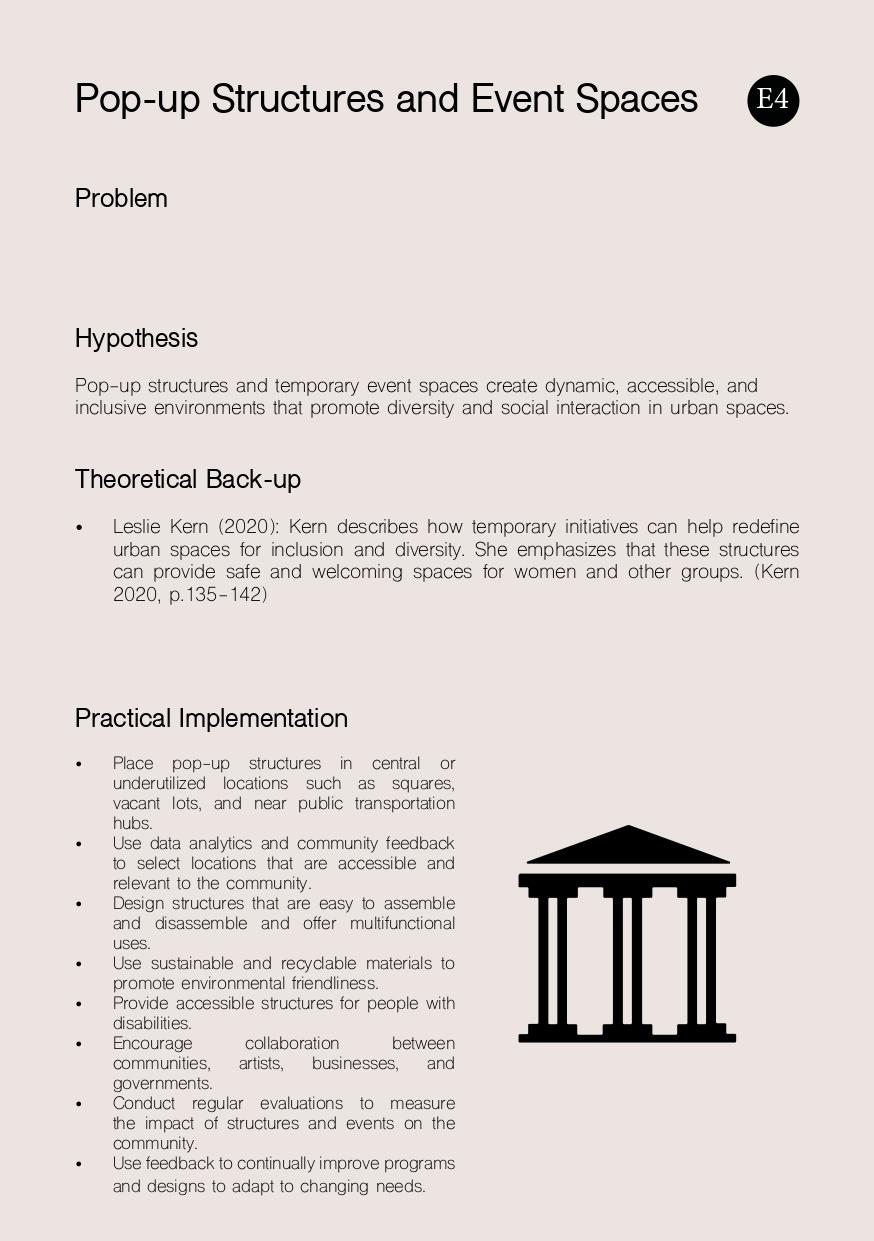 Pop-up Structures and Event Spaces
E4
Problem
Hypothesis
Pop-up structures and temporary event spaces create dynamic, accessible, and
inclusive environments that promote diversity and social interaction in urban spaces.
Theoretical Back-up
• Leslie Kern (2020): Kern describes how temporary initiatives can help redefine
urban spaces for inclusion and diversity. She emphasizes that these structures
can provide safe and welcoming spaces for women and other groups. (Kern
2020, p.135-142)
Practical Implementation
• Place pop-up structures in central or
underutilized locations such as squares,
vacant lots, and near public transportation
hubs.
• Use data analytics and community feedback
to select locations that are accessible and
relevant to the community.
• Design structures that are easy to assemble
and disassemble and offer multifunctional
uses.
• Use sustainable and recyclable materials to
promote environmental friendliness.
• Provide accessible structures for people with
disabilities.
• Encourage collaboration between
communities, artists, businesses, and
governments.
• Conduct regular evaluations to measure
the impact of structures and events on the
community.
• Use feedback to continually improve programs
and designs to adapt to changing needs.